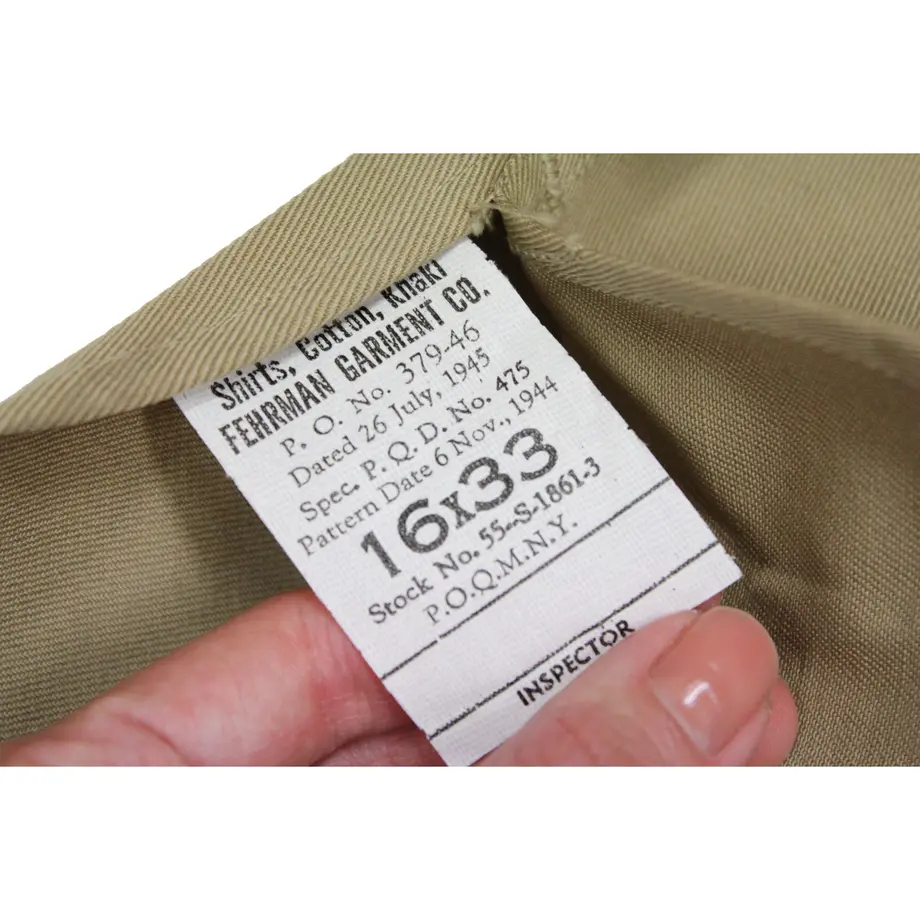 Shirts, Cotton, Khaki
FEHRMAN GARMENT CO.
P. O. No. 379-46
Dated 26 July, 1945
Spec. P. Q. D. No. 475
Pattern Date 6 Nov., 1944
16x33
Stock No. 55-S-1861-3
P.O.Q.M.N.Y.
INSPECTOR